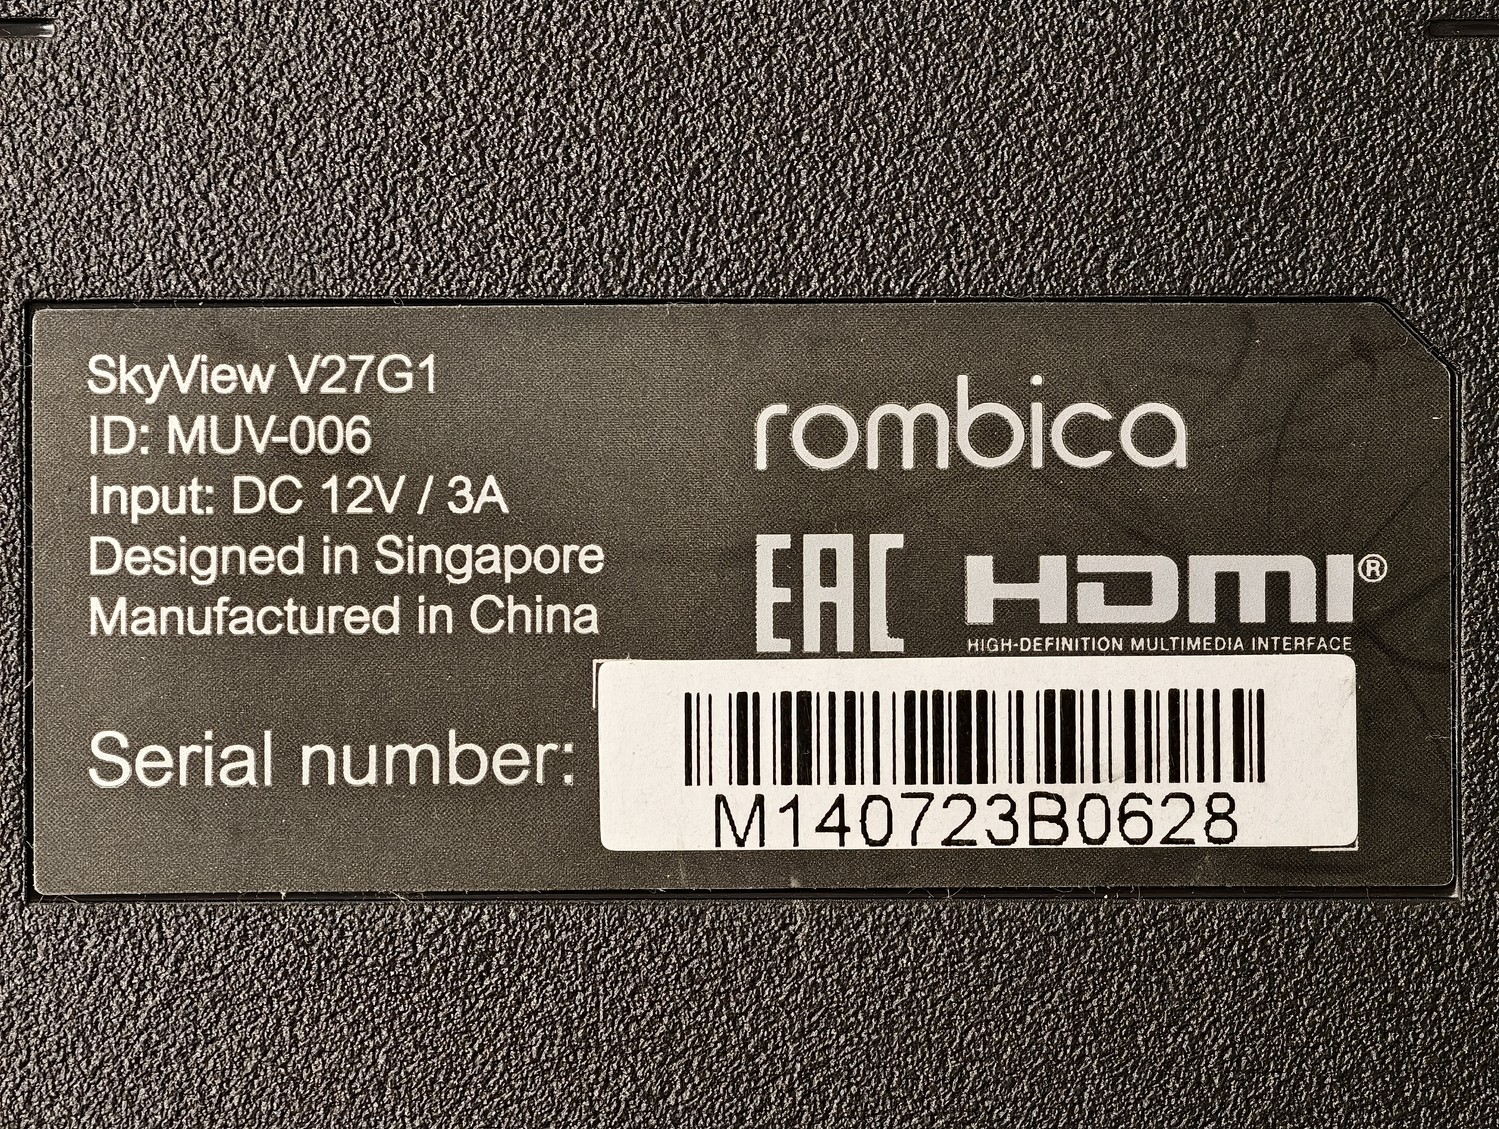 SkyView V27G1
ID: MUV-006
Input: DC 12V / 3A
Designed in Singapore
Manufactured in China
rombica
EAC
HDMI®
HIGH-DEFINITION MULTIMEDIA INTERFACE
Serial number:
M140723B0628